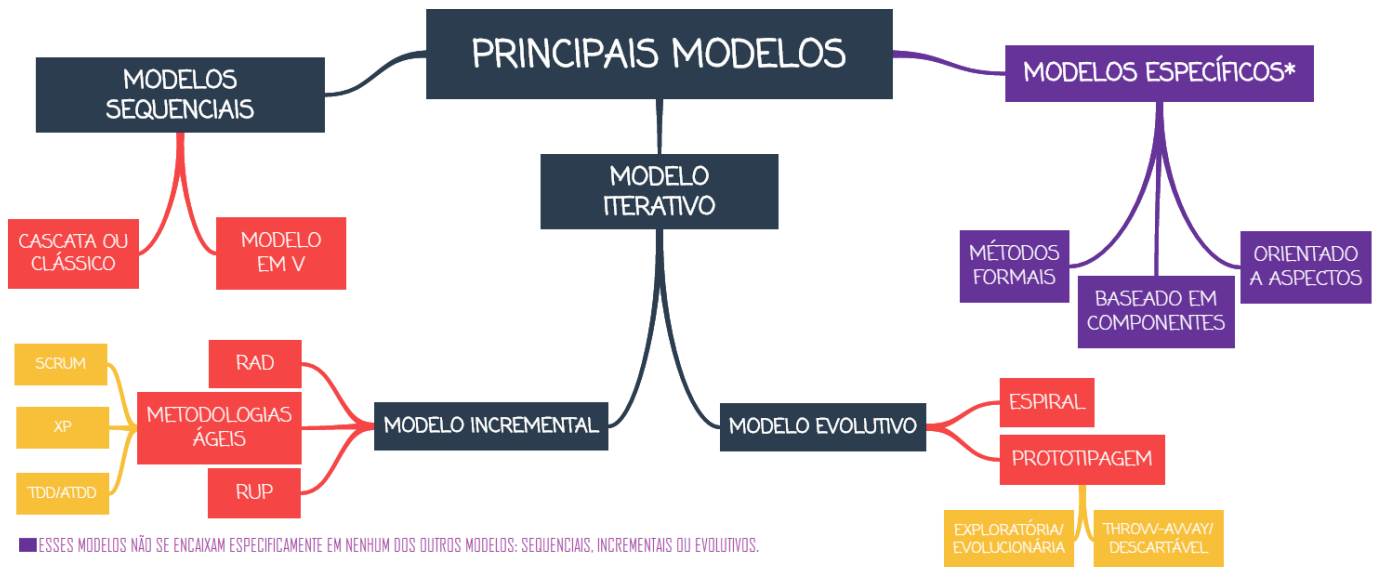 PRINCIPAIS MODELOS
MODELOS
SEQUENCIAIS
MODELOS ESPECÍFICOS*
MODELO
ITERATIVO
CASCATA OU
CLÁSSICO
MODELO
EM V
MÉTODOS
FORMAIS
BASEADO EM
COMPONENTES
ORIENTADO
A ASPECTOS
SCRUM
XP
TDD/ATDD
RAD
METODOLOGIAS
ÁGEIS
RUP
MODELO INCREMENTAL
MODELO EVOLUTIVO
ESPIRAL
PROTOTIPAGEM
EXPLORATÓRIA/
EVOLUCIONÁRIA
THROW-AWAY/
DESCARTÁVEL
ESSES MODELOS NÃO SE ENCAIXAM ESPECIFICAMENTE EM NENHUM DOS OUTROS MODELOS: SEQUENCIAIS, INCREMENTAIS OU EVOLUTIVOS.